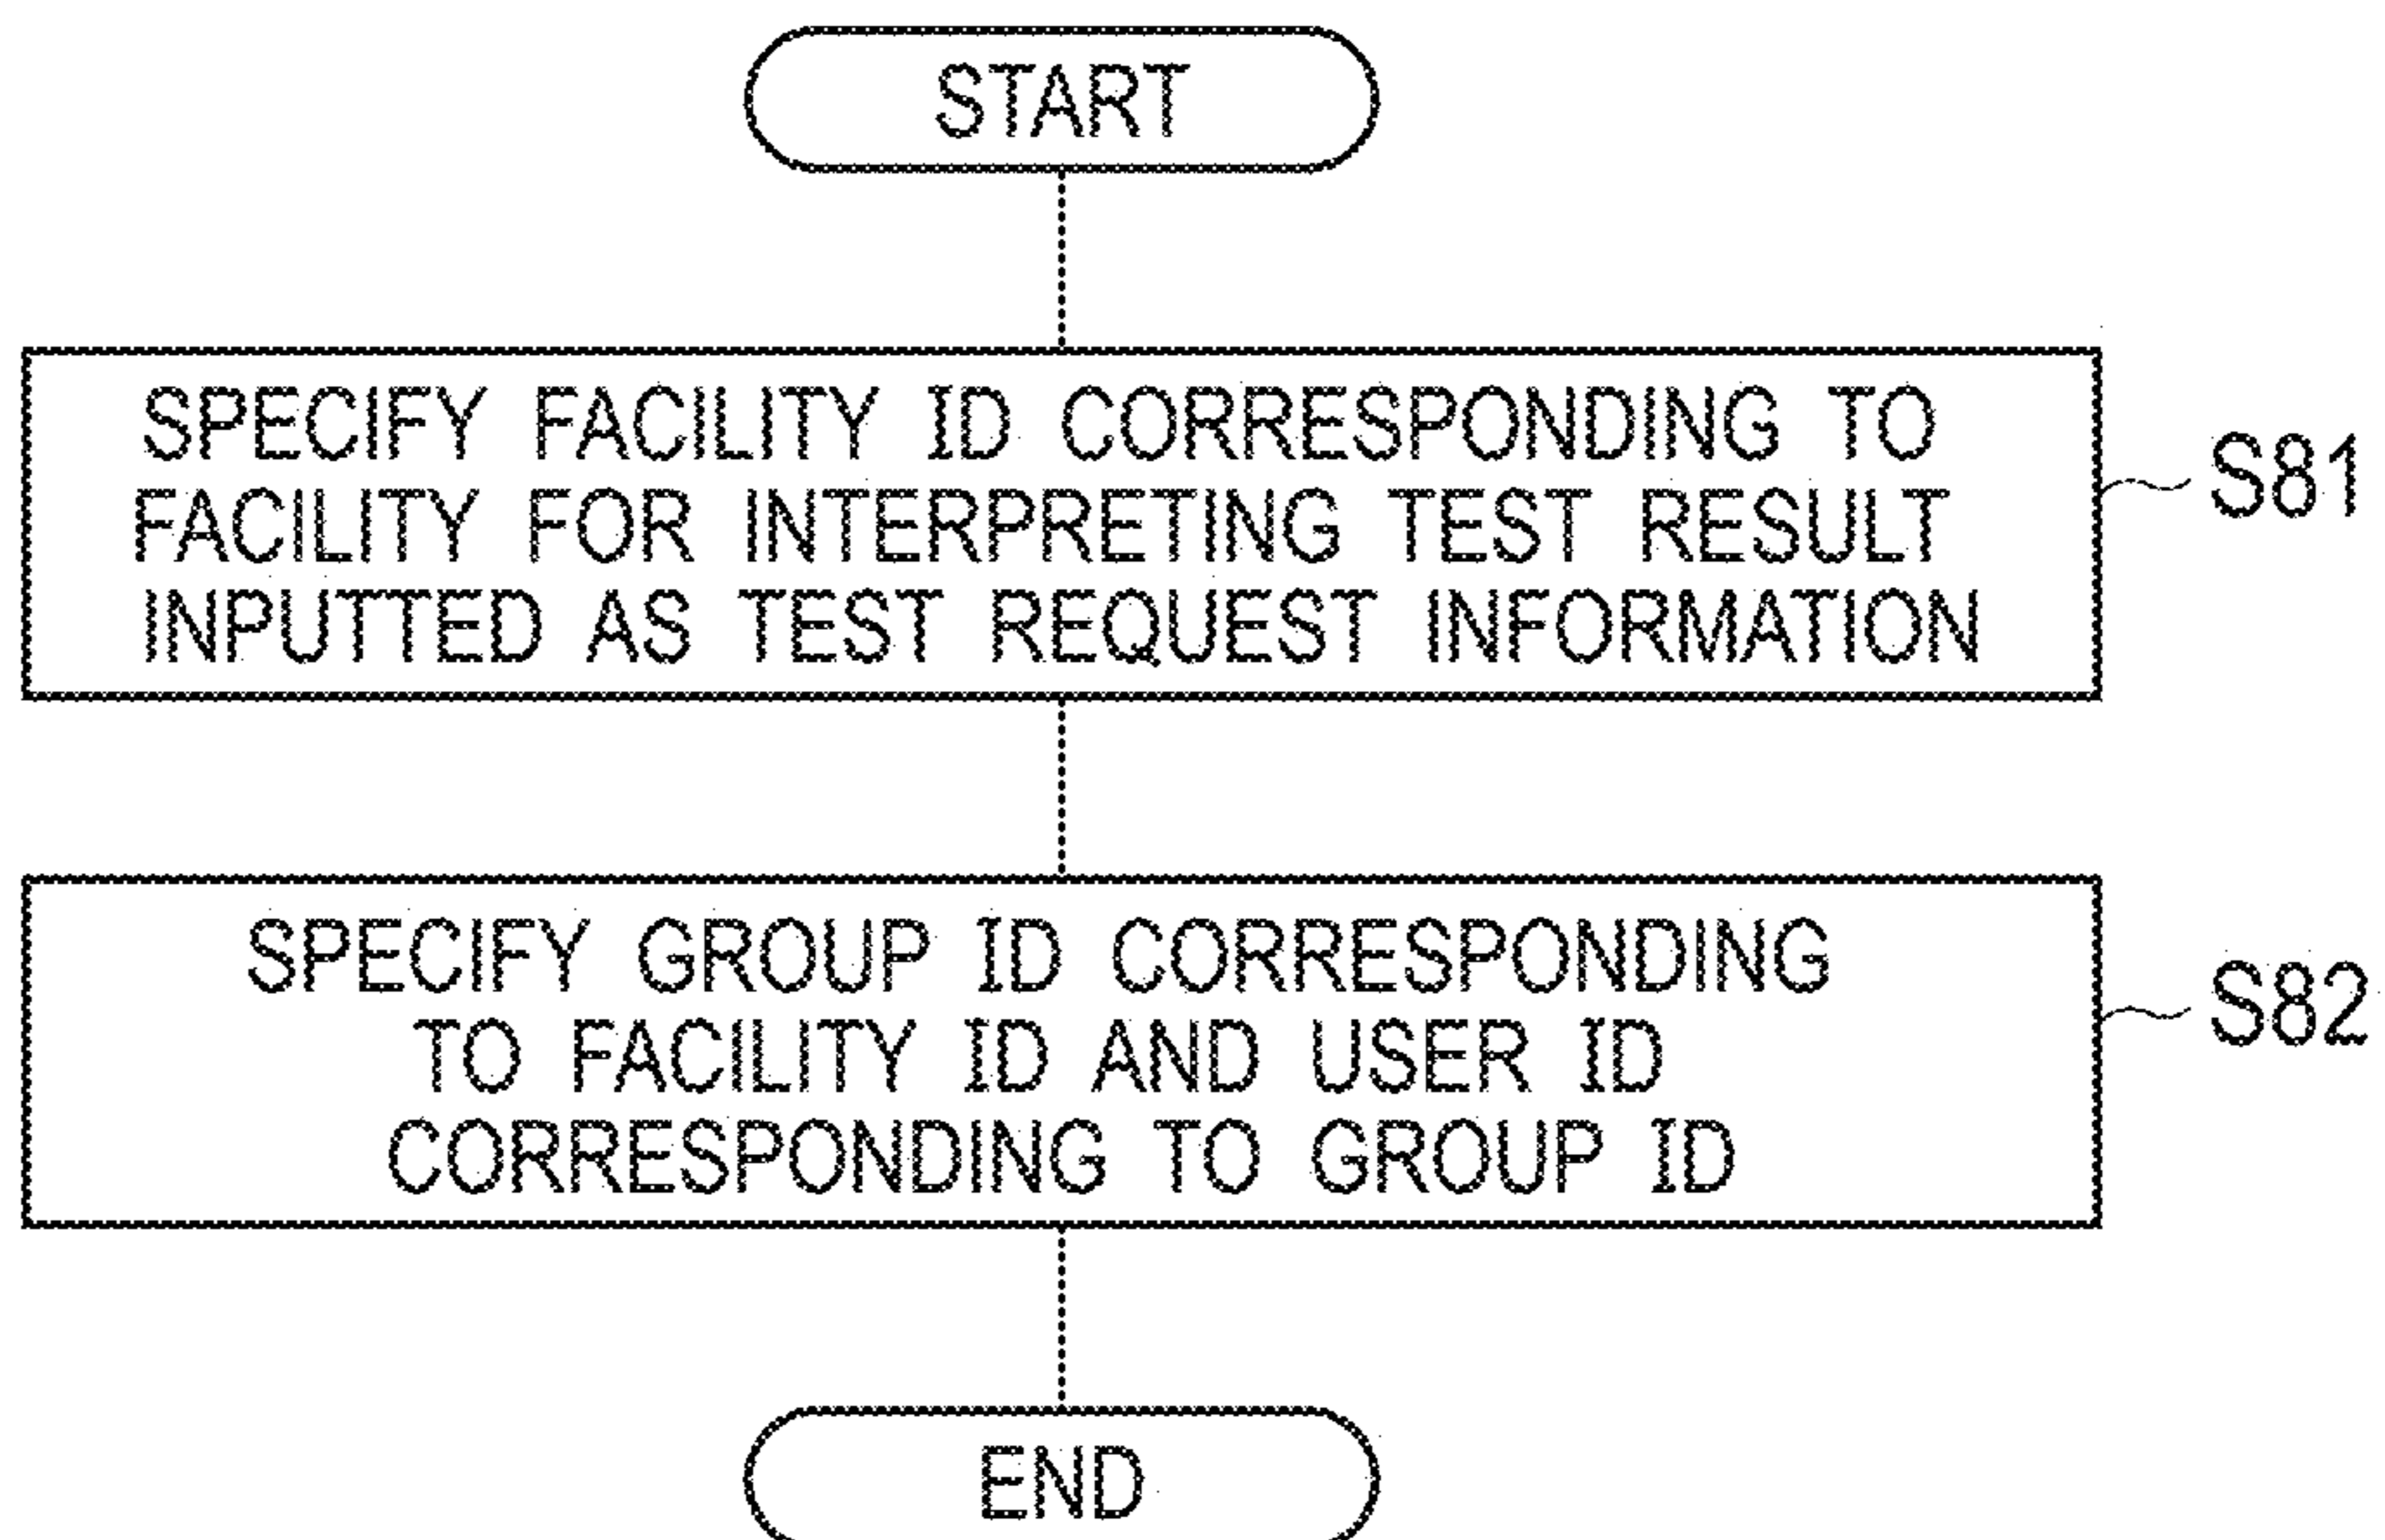 START
SPECIFY FACILITY ID CORRESPONDING TO
FACILITY FOR INTERPRETING TEST RESULT
INPUTTED AS TEST REQUEST INFORMATION
S81
SPECIFY GROUP ID CORRESPONDING
TO FACILITY ID AND USER ID
CORRESPONDING TO GROUP ID
S82
END